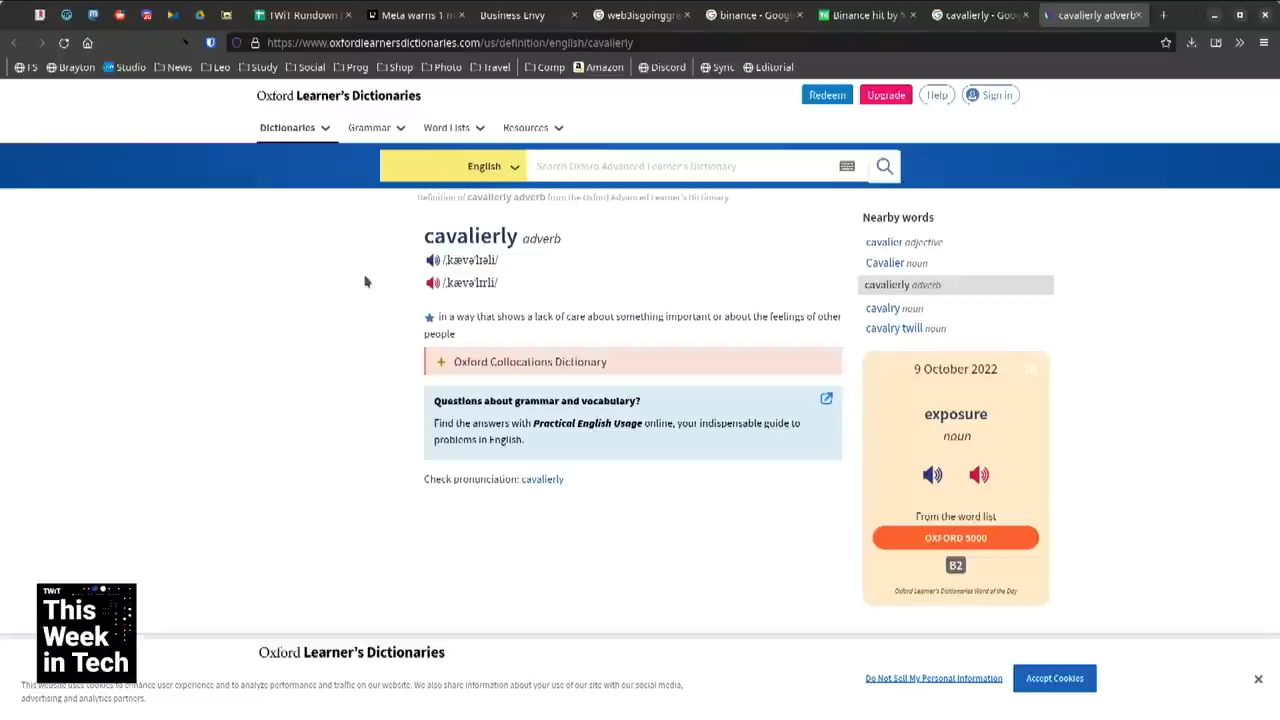 TWiT Rundown
Meta warns 1 m
Business Envy
web3isgoinggre
binance - Goog
Binance hit by
cavalierly - Goo
cavalierly adverb
https://www.oxfordlearnersdictionaries.com/us/definition/english/cavalierly
FS Brayton Studio News Leo Study Social Prog Shop Photo Travel Comp Amazon Discord Sync Editorial
Oxford Learner's Dictionaries
Redeem Upgrade Help Sign in
Dictionaries Grammar Word Lists Resources
English Search Oxford Advanced Learner's Dictionary
Definition of cavalierly adverb from the Oxford Advanced Learner's Dictionary
cavalierly adverb
/ˌkævəˈlɪəli/
/ˌkævəˈlɪrli/
in a way that shows a lack of care about something important or about the feelings of other
people
+ Oxford Collocations Dictionary
Questions about grammar and vocabulary?
Find the answers with Practical English Usage online, your indispensable guide to
problems in English.
Check pronunciation: cavalierly
Nearby words
cavalier adjective
Cavalier noun
cavalierly adverb
cavalry noun
cavalry twill noun
9 October 2022
exposure
noun
From the word list
OXFORD 5000
B2
Oxford Learner's Dictionaries Word of the Day
TWiT
This
Week
in Tech
Oxford Learner's Dictionaries
This website uses cookies to enhance user experience and to analyze performance and traffic on our website. We also share information about your use of our site with our social media,
advertising and analytics partners.
Do Not Sell My Personal Information
Accept Cookies